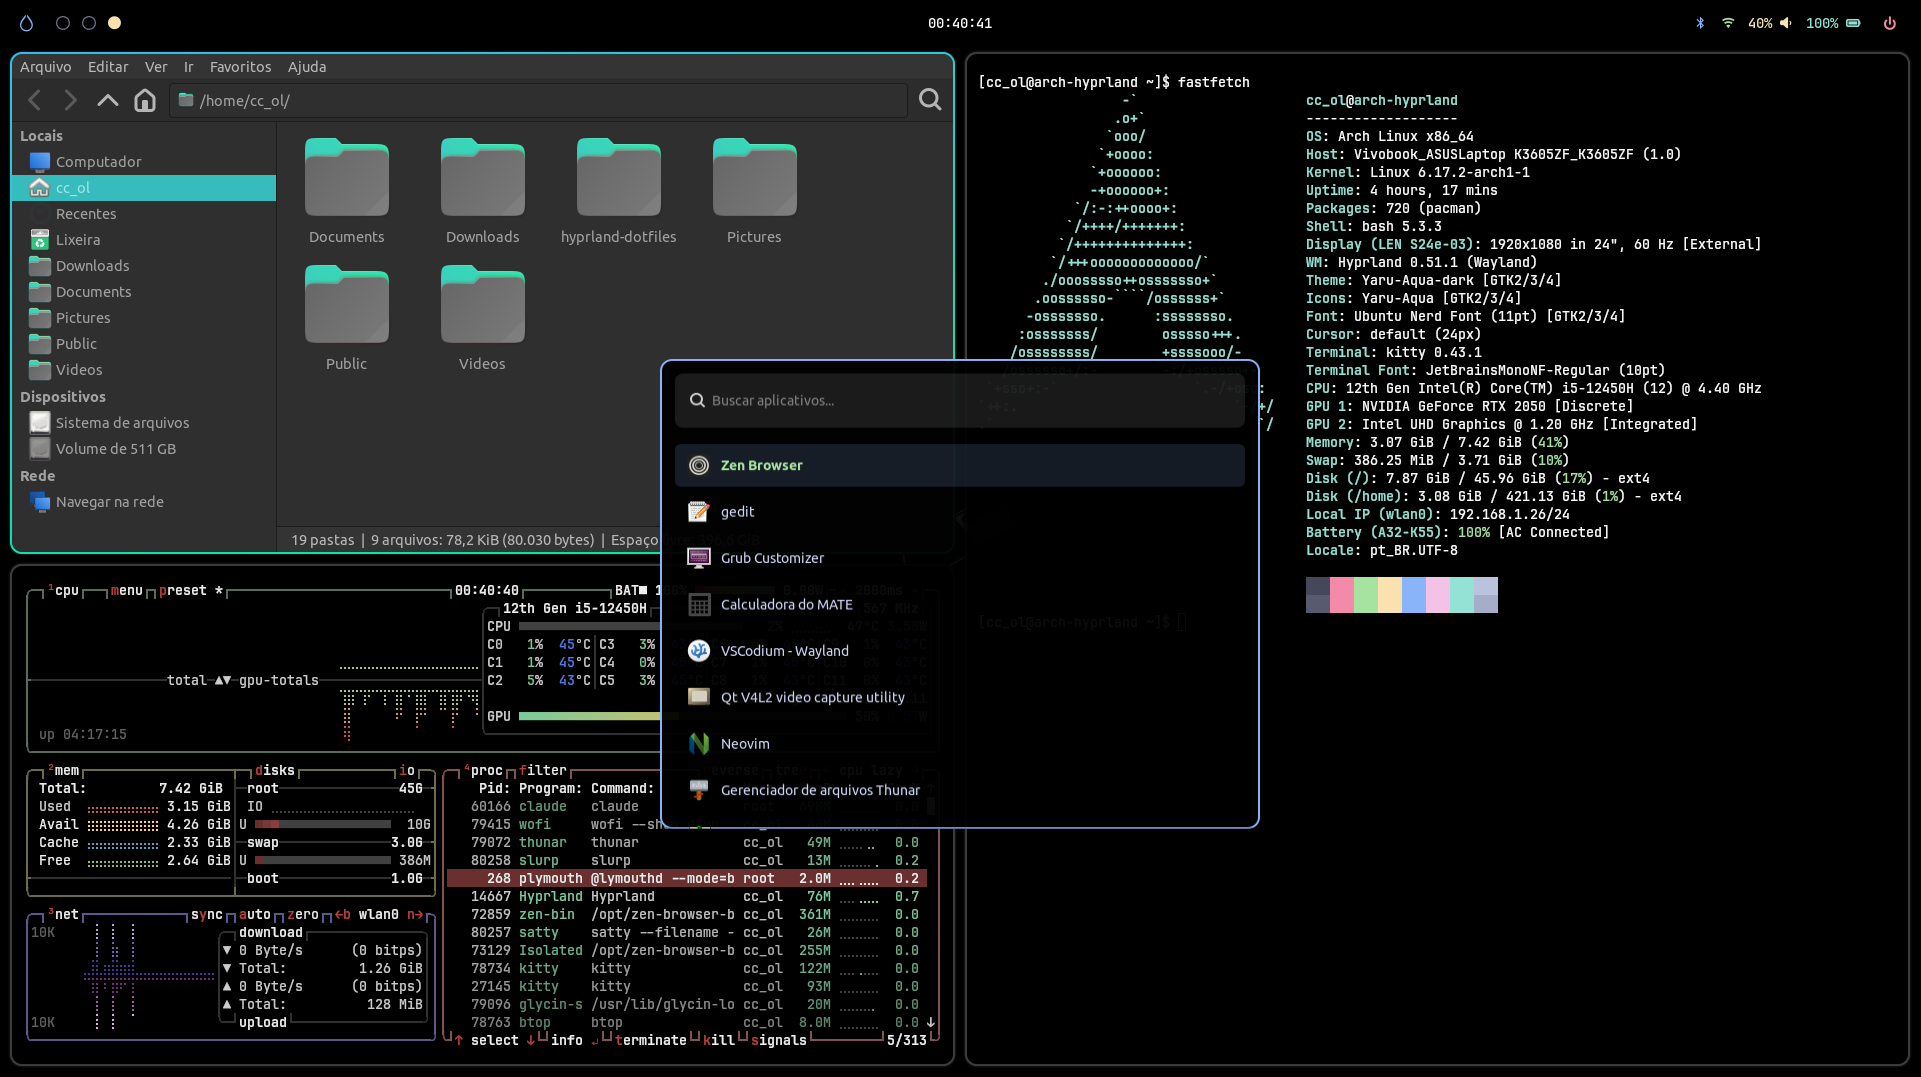 00:40:41
40%
100%
Arquivo Editar Ver Ir Favoritos Ajuda
/home/cc_ol/
Locais
Computador
cc_ol
Recentes
Lixeira
Downloads
Documents
Pictures
Public
Videos
Dispositivos
Sistema de arquivos
Volume de 511 GB
Rede
Navegar na rede
Documents
Downloads
hyprland-dotfiles
Pictures
Public
Videos
19 pastas | 9 arquivos: 78,2 KiB (80.030 bytes) | Espaço
[cc_ol@arch-hyprland ~]$ fastfetch
cc_ol@arch-hyprland
-------------------
OS: Arch Linux x86_64
Host: Vivobook_ASUSLaptop K3605ZF_K3605ZF (1.0)
Kernel: Linux 6.17.2-arch1-1
Uptime: 4 hours, 17 mins
Packages: 720 (pacman)
Shell: bash 5.3.3
Display (LEN S24e-03): 1920x1080 in 24", 60 Hz [External]
WM: Hyprland 0.51.1 (Wayland)
Theme: Yaru-Aqua-dark [GTK2/3/4]
Icons: Yaru-Aqua [GTK2/3/4]
Font: Ubuntu Nerd Font (11pt) [GTK2/3/4]
Cursor: default (24px)
Terminal: kitty 0.43.1
Terminal Font: JetBrainsMonoNF-Regular (10pt)
CPU: 12th Gen Intel(R) Core(TM) i5-12450H (12) @ 4.40 GHz
GPU 1: NVIDIA GeForce RTX 2050 [Discrete]
GPU 2: Intel UHD Graphics @ 1.20 GHz [Integrated]
Memory: 3.07 GiB / 7.42 GiB (41%)
Swap: 386.25 MiB / 3.71 GiB (10%)
Disk (/): 7.87 GiB / 45.96 GiB (17%) - ext4
Disk (/home): 3.08 GiB / 421.13 GiB (1%) - ext4
Local IP (wlan0): 192.168.1.26/24
Battery (A32-K55): 100% [AC Connected]
Locale: pt_BR.UTF-8
[cc_ol@arch-hyprland ~]$
Buscar aplicativos...
Zen Browser
gedit
Grub Customizer
Calculadora do MATE
VSCodium - Wayland
Qt V4L2 video capture utility
Neovim
Gerenciador de arquivos Thunar
1cpu menu preset * 00:40:40 BAT■
12th Gen i5-12450H
CPU
C0 1% 45°C C3 3%
C1 1% 45°C C4 0%
C2 5% 43°C C5 3%
total ▲▼ gpu-totals
GPU
up 04:17:15
2mem disks io
Total: 7.42 GiB
Used 3.15 GiB
Avail 4.26 GiB
Cache 2.33 GiB
Free 2.64 GiB
root 45G
IO
U 10G
swap 3.0G
U 386M
boot 1.0G
3net sync auto zero ←b wlan0 n→
10K
download
▼ 0 Byte/s (0 bitps)
▼ Total: 1.26 GiB
▲ 0 Byte/s (0 bitps)
▲ Total: 128 MiB
10K
upload
4proc filter
Pid: Program: Command:
60166 claude claude
79415 wofi wofi --sh
79072 thunar thunar cc_ol 49M 0.0
80258 slurp slurp cc_ol 13M 0.2
268 plymouth @lymouthd --mode=b root 2.0M 0.2
14667 Hyprland Hyprland cc_ol 76M 0.7
72859 zen-bin /opt/zen-browser-b cc_ol 361M 0.0
80257 satty satty --filename - cc_ol 26M 0.0
73129 Isolated /opt/zen-browser-b cc_ol 255M 0.0
78734 kitty kitty cc_ol 122M 0.0
27145 kitty kitty cc_ol 93M 0.0
79096 glycin-s /usr/lib/glycin-lo cc_ol 20M 0.0
78763 btop btop cc_ol 8.0M 0.0 ↓
↑ select ↓ info ↲ terminate kill signals 5/313